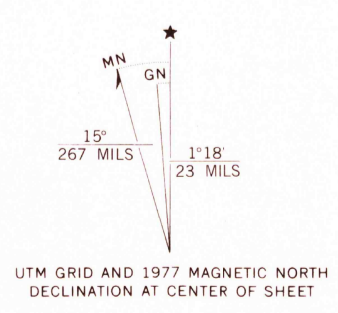 MN
GN
15°
267 MILS
1°18'
23 MILS
UTM GRID AND 1977 MAGNETIC NORTH
DECLINATION AT CENTER OF SHEET